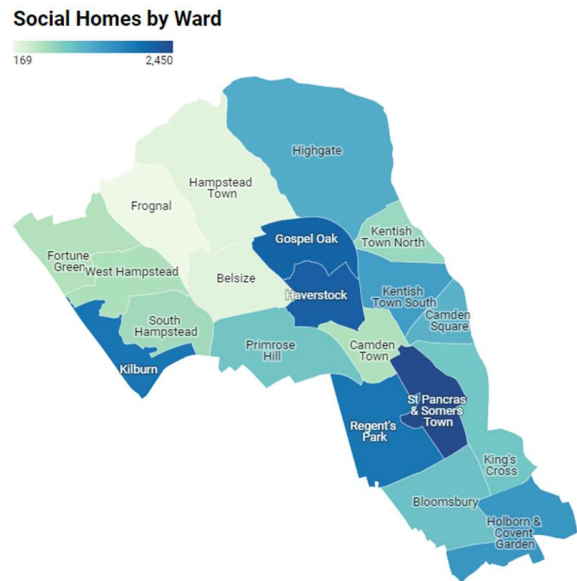 Social Homes by Ward
169 2,450
Highgate
Hampstead
Town
Frognal
Kentish
Town North
Gospel Oak
Fortune
Green
West Hampstead
Belsize
Haverstock
Kentish
Town South
Camden
Square
South
Hampstead
Primrose
Hill
Camden
Town
Kilburn
St Pancras
& Somers
Town
Regent's
Park
King's
Cross
Bloomsbury
Holborn &
Covent
Garden